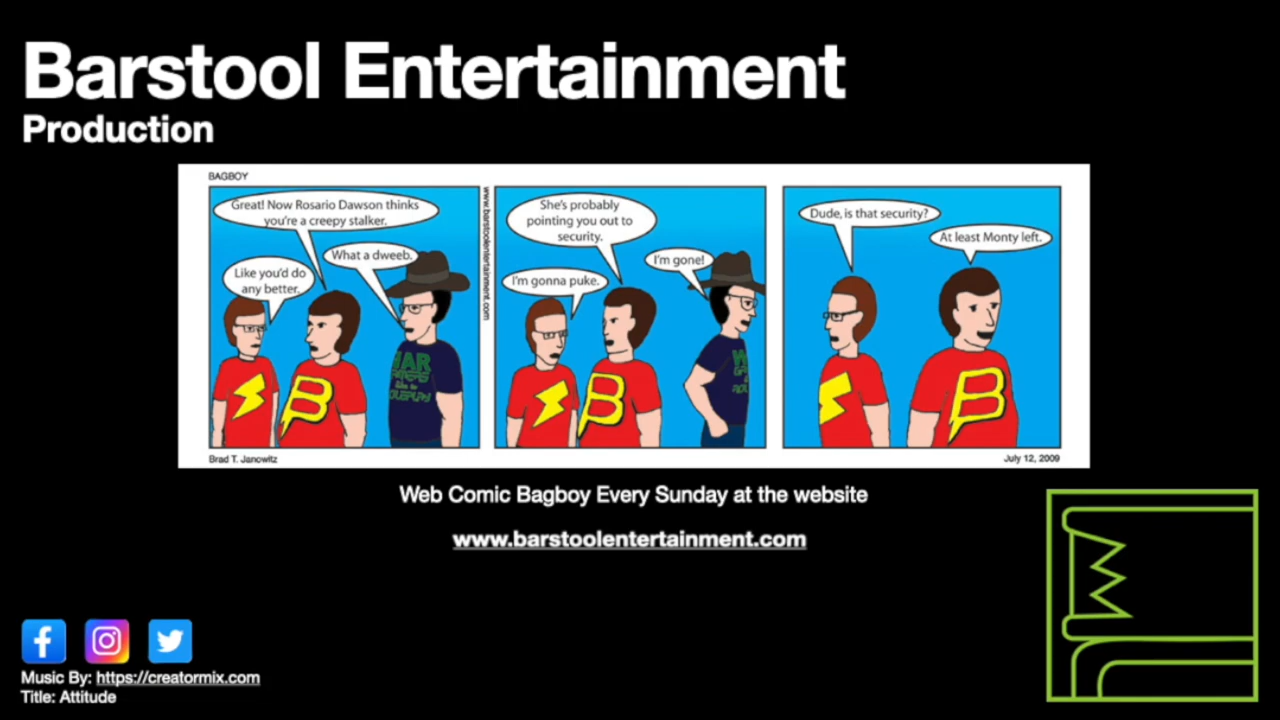 Barstool Entertainment
Production
BAGBOY
Great! Now Rosario Dawson thinks
you're a creepy stalker.
What a dweeb.
Like you'd do
any better.
www.barstoolentertainment.com
She's probably
pointing you out to
security.
I'm gonna puke.
I'm gone!
Dude, is that security?
At least Monty left.
B
B
B
Brad T. Janowitz
July 12, 2009
Web Comic Bagboy Every Sunday at the website
www.barstoolentertainment.com
Music By: https://creatormix.com
Title: Attitude